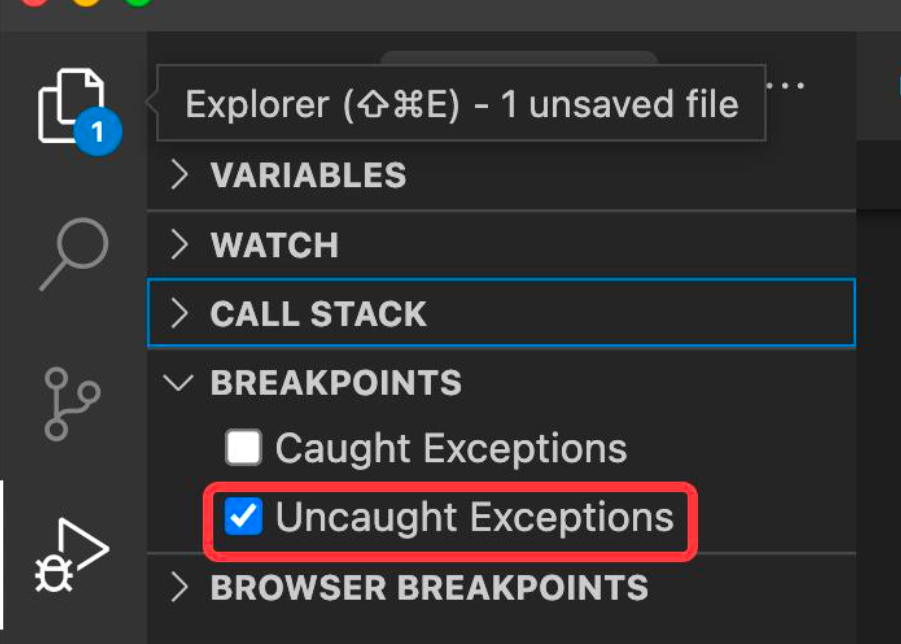 Explorer (⇧⌘E) - 1 unsaved file
1
VARIABLES
WATCH
CALL STACK
BREAKPOINTS
Caught Exceptions
Uncaught Exceptions
BROWSER BREAKPOINTS